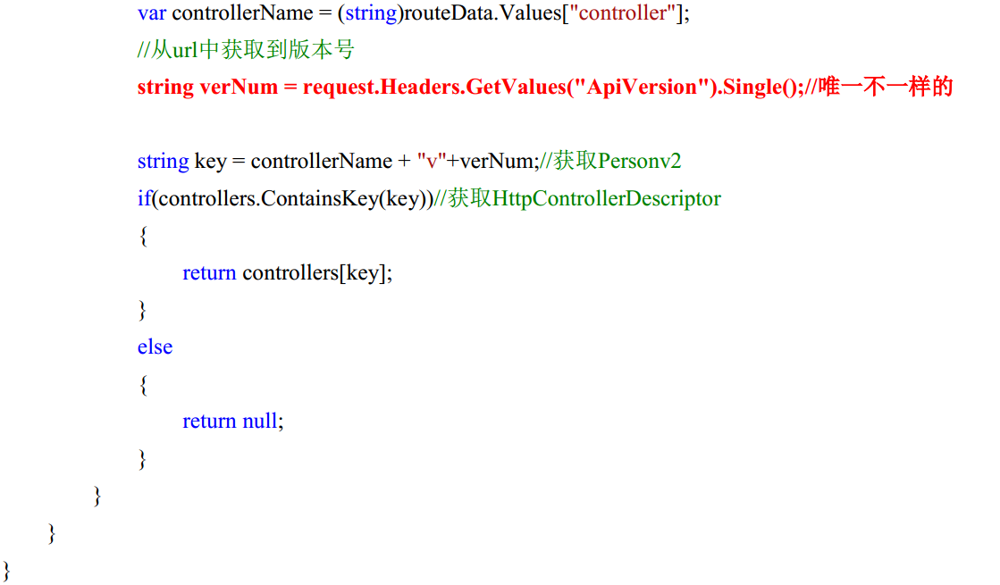 var controllerName = (string)routeData.Values["controller"];
//从url中获取到版本号
string verNum = request.Headers.GetValues("ApiVersion").Single();//唯一不一样的
string key = controllerName + "v"+verNum;//获取Personv2
if(controllers.ContainsKey(key))//获取HttpControllerDescriptor
{
return controllers[key];
}
else
{
return null;
}
}
}
}